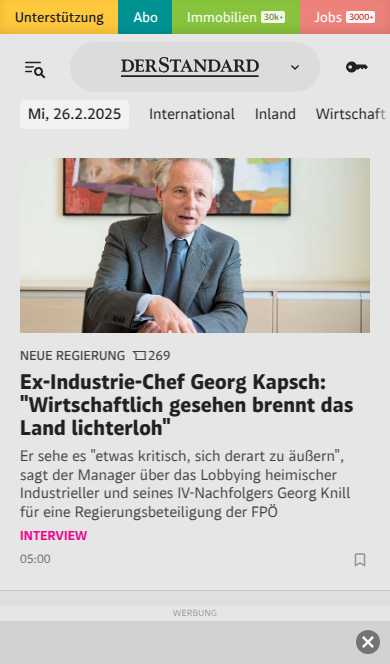 Unterstützung Abo Immobilien 30k+ Jobs 3000+
DERSTANDARD
Mi, 26.2.2025 International Inland Wirtschaft
NEUE REGIERUNG 269
Ex-Industrie-Chef Georg Kapsch:
"Wirtschaftlich gesehen brennt das
Land lichterloh"
Er sehe es "etwas kritisch, sich derart zu äußern",
sagt der Manager über das Lobbying heimischer
Industrieller und seines IV-Nachfolgers Georg Knill
für eine Regierungsbeteiligung der FPÖ
INTERVIEW
05:00
WERBUNG